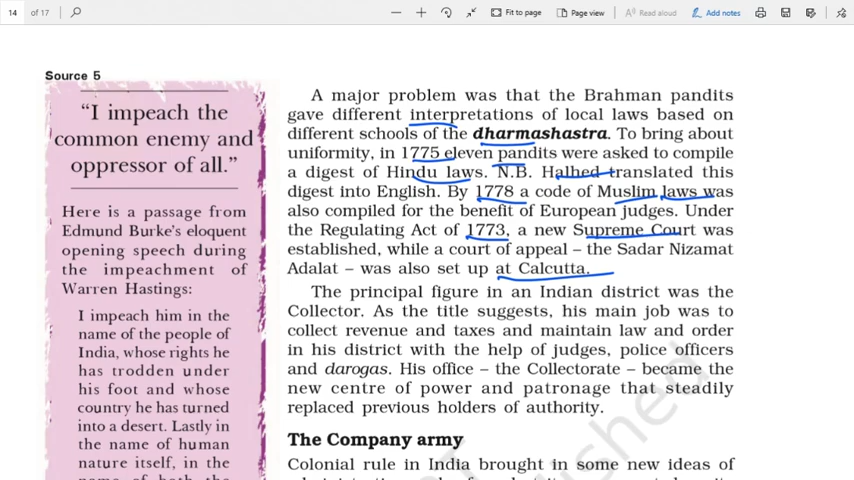 14 of 17
Fit to page
Page view
Read aloud
Add notes
Source 5
"I impeach the
common enemy and
oppressor of all."
Here is a passage from
Edmund Burke's eloquent
opening speech during
the impeachment of
Warren Hastings:
I impeach him in the
name of the people of
India, whose rights he
has trodden under
his foot and whose
country he has turned
into a desert. Lastly in
the name of human
nature itself, in the
name of both the
A major problem was that the Brahman pandits
gave different interpretations of local laws based on
different schools of the dharmashastra. To bring about
uniformity, in 1775 eleven pandits were asked to compile
a digest of Hindu laws. N.B. Halhed translated this
digest into English. By 1778 a code of Muslim laws was
also compiled for the benefit of European judges. Under
the Regulating Act of 1773, a new Supreme Court was
established, while a court of appeal – the Sadar Nizamat
Adalat – was also set up at Calcutta.
The principal figure in an Indian district was the
Collector. As the title suggests, his main job was to
collect revenue and taxes and maintain law and order
in his district with the help of judges, police officers
and darogas. His office – the Collectorate – became the
new centre of power and patronage that steadily
replaced previous holders of authority.
The Company army
Colonial rule in India brought in some new ideas of